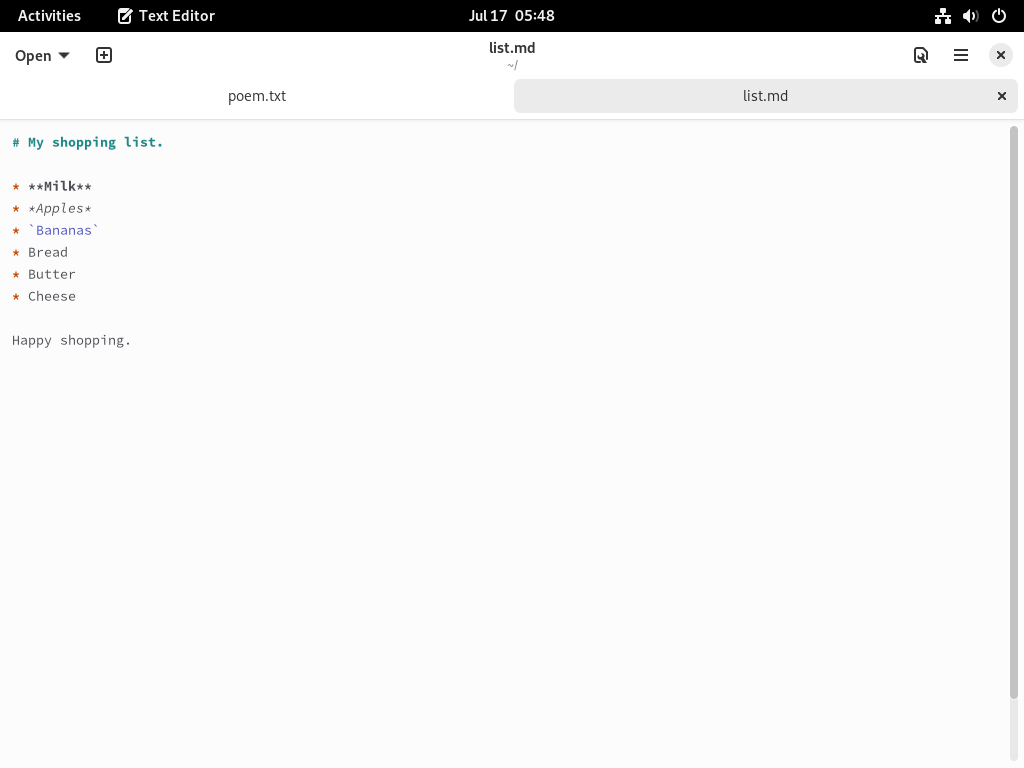 Activities Text Editor Jul 17 05:48
Open list.md
~/
poem.txt list.md
# My shopping list.
* **Milk**
* *Apples*
* `Bananas`
* Bread
* Butter
* Cheese
Happy shopping.